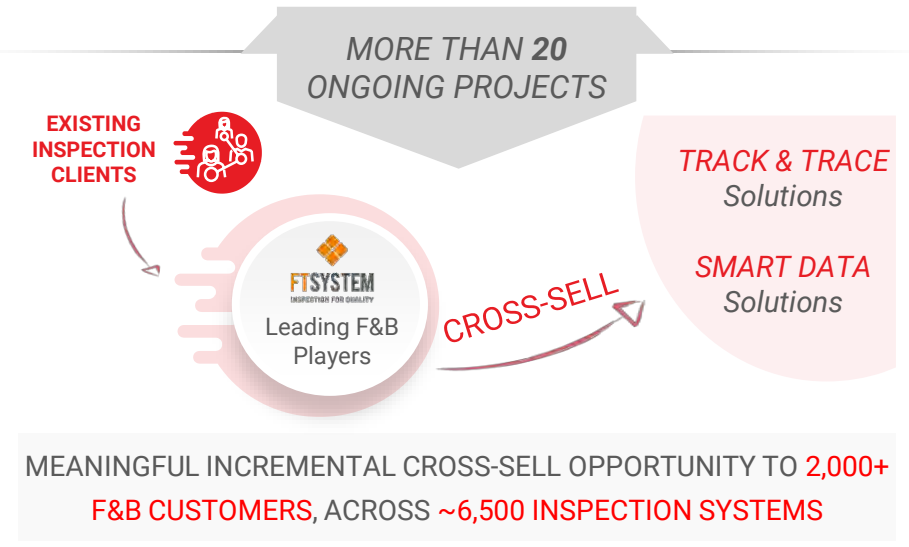 MORE THAN 20
ONGOING PROJECTS
EXISTING
INSPECTION
CLIENTS
TRACK & TRACE
Solutions
SMART DATA
Solutions
FTSYSTEM
INSPECTION FOR QUALITY
Leading F&B
Players
CROSS-SELL
MEANINGFUL INCREMENTAL CROSS-SELL OPPORTUNITY TO 2,000+
F&B CUSTOMERS, ACROSS ~6,500 INSPECTION SYSTEMS